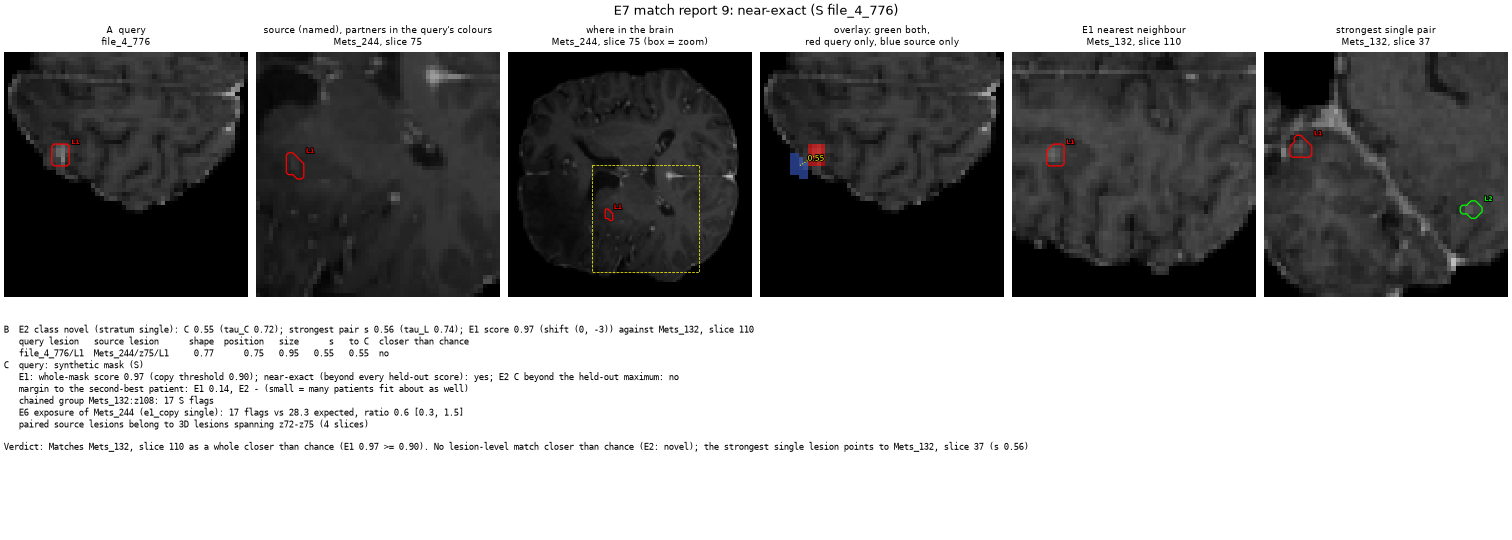 E7 match report 9: near-exact (S file_4_776)
A query
file_4_776
source (named), partners in the query's colours
Mets_244, slice 75
where in the brain
Mets_244, slice 75 (box = zoom)
overlay: green both,
red query only, blue source only
E1 nearest neighbour
Mets_132, slice 110
strongest single pair
Mets_132, slice 37
L1
L1
L1
0.55
L1
L1
L2
B E2 class novel (stratum single): C 0.55 (tau_C 0.72); strongest pair s 0.56 (tau_L 0.74); E1 score 0.97 (shift (0, -3)) against Mets_132, slice 110
query lesion source lesion shape position size s to C closer than chance
file_4_776/L1 Mets_244/z75/L1 0.77 0.75 0.95 0.55 0.55 no
C query: synthetic mask (S)
E1: whole-mask score 0.97 (copy threshold 0.90); near-exact (beyond every held-out score): yes; E2 C beyond the held-out maximum: no
margin to the second-best patient: E1 0.14, E2 - (small = many patients fit about as well)
chained group Mets_132:z108: 17 S flags
E6 exposure of Mets_244 (e1_copy single): 17 flags vs 28.3 expected, ratio 0.6 [0.3, 1.5]
paired source lesions belong to 3D lesions spanning z72-z75 (4 slices)
Verdict: Matches Mets_132, slice 110 as a whole closer than chance (E1 0.97 >= 0.90). No lesion-level match closer than chance (E2: novel); the strongest single lesion points to Mets_132, slice 37 (s 0.56)